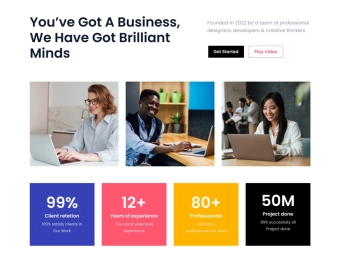 You've Got A Business,
We Have Got Brilliant
Minds
Founded in 2022 by a team of professional
designers, developers & creative thinkers
Get Started
Play Video
99%
Client retetion
100% satisfy clients in
Our Work
12+
Years of experience
experience
80+
Professionals
50M
Project done
99% successfully all
Project done